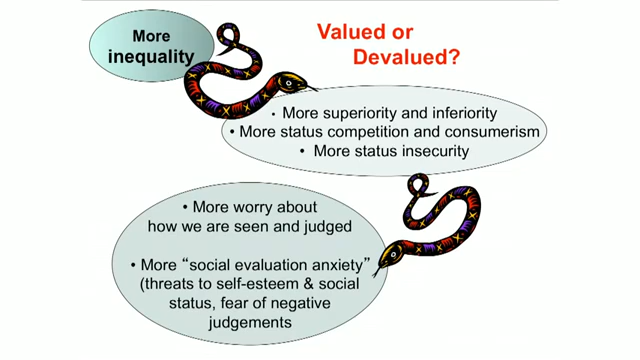 More
inequality
Valued or
Devalued?
• More superiority and inferiority
• More status competition and consumerism
• More status insecurity
• More worry about
how we are seen and judged
• More “social evaluation anxiety”
(threats to self-esteem & social
status, fear of negative
judgements